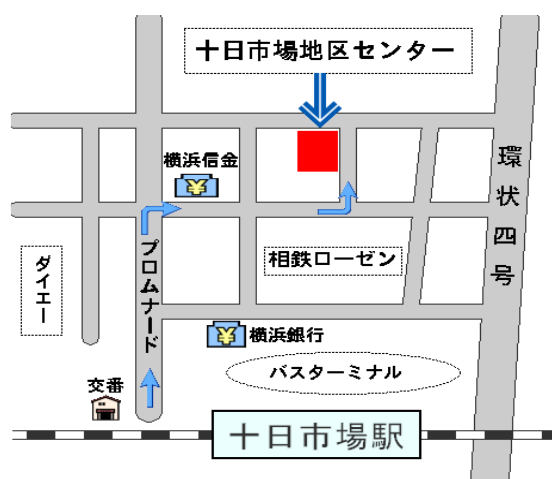 十日市場地区センター
横浜信金
環状四号
プロムナード
相鉄ローゼン
ダイエー
横浜銀行
バスターミナル
交番
十日市場駅